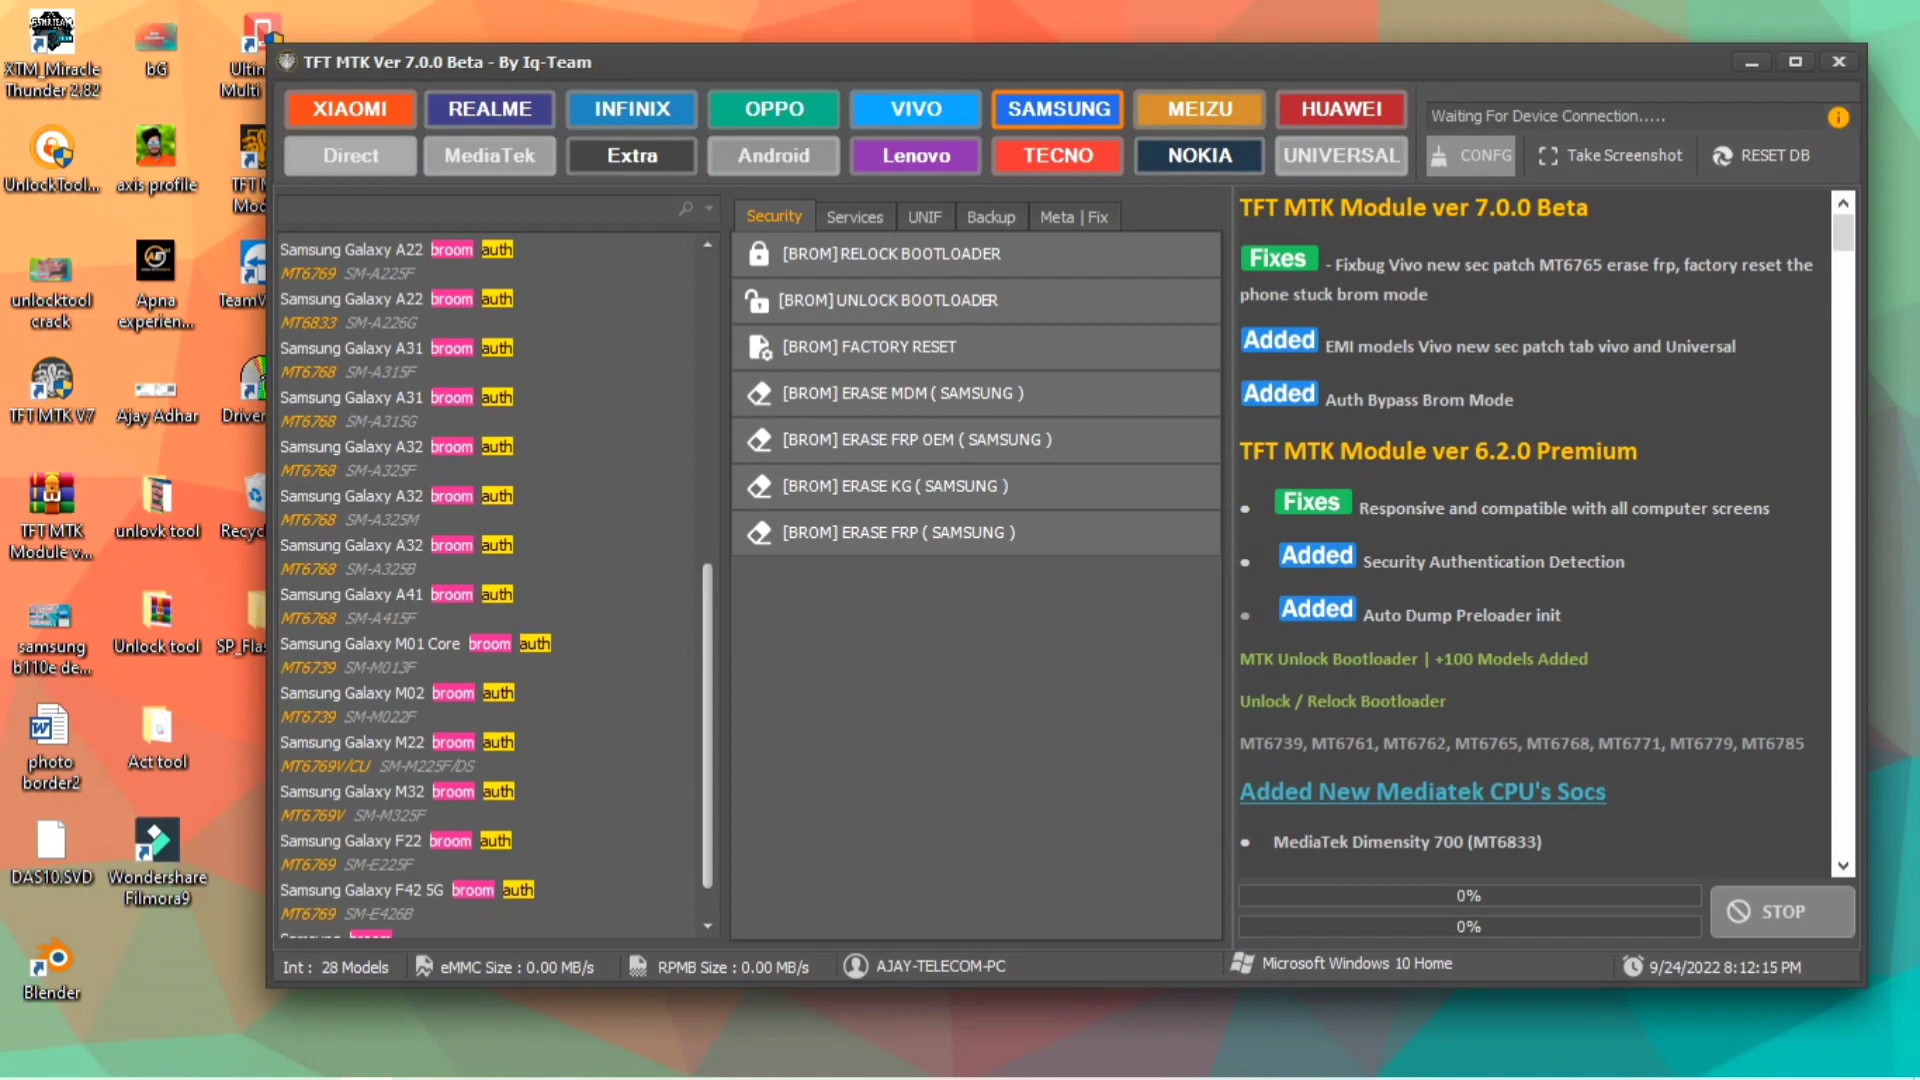 XTM_Miracle
Thunder 2.82
bG
Ultin
Multi
UnlockTool...
axis profile
TFT M
Mod
unlocktool
crack
Apna
experien...
TeamV
TFT MTK V7
Ajay Adhar
Driver
TFT MTK
Module v...
unlovk tool
Recyc
samsung
b110e de...
Unlock tool
SP_Fla
photo
border2
Act tool
DAS10.SVD
Wondershare
Filmora9
Blender
TFT MTK Ver 7.0.0 Beta - By Iq-Team
XIAOMI REALME INFINIX OPPO VIVO SAMSUNG MEIZU HUAWEI
Direct MediaTek Extra Android Lenovo TECNO NOKIA UNIVERSAL
Waiting For Device Connection.....
CONFG Take Screenshot RESET DB
Samsung Galaxy A22 broom auth
MT6769 SM-A225F
Samsung Galaxy A22 broom auth
MT6833 SM-A226G
Samsung Galaxy A31 broom auth
MT6768 SM-A315F
Samsung Galaxy A31 broom auth
MT6768 SM-A315G
Samsung Galaxy A32 broom auth
MT6768 SM-A325F
Samsung Galaxy A32 broom auth
MT6768 SM-A325M
Samsung Galaxy A32 broom auth
MT6768 SM-A325B
Samsung Galaxy A41 broom auth
MT6768 SM-A415F
Samsung Galaxy M01 Core broom auth
MT6739 SM-M013F
Samsung Galaxy M02 broom auth
MT6739 SM-M022F
Samsung Galaxy M22 broom auth
MT6769V/CU SM-M225F/DS
Samsung Galaxy M32 broom auth
MT6769V SM-M325F
Samsung Galaxy F22 broom auth
MT6769 SM-E225F
Samsung Galaxy F42 5G broom auth
MT6769 SM-E426B
Security Services UNIF Backup Meta | Fix
[BROM] RELOCK BOOTLOADER
[BROM] UNLOCK BOOTLOADER
[BROM] FACTORY RESET
[BROM] ERASE MDM ( SAMSUNG )
[BROM] ERASE FRP OEM ( SAMSUNG )
[BROM] ERASE KG ( SAMSUNG )
[BROM] ERASE FRP ( SAMSUNG )
TFT MTK Module ver 7.0.0 Beta
Fixes - Fixbug Vivo new sec patch MT6765 erase frp, factory reset the
phone stuck brom mode
Added EMI models Vivo new sec patch tab vivo and Universal
Added Auth Bypass Brom Mode
TFT MTK Module ver 6.2.0 Premium
• Fixes Responsive and compatible with all computer screens
• Added Security Authentication Detection
• Added Auto Dump Preloader init
MTK Unlock Bootloader | +100 Models Added
Unlock / Relock Bootloader
MT6739, MT6761, MT6762, MT6765, MT6768, MT6771, MT6779, MT6785
Added New Mediatek CPU's Socs
• MediaTek Dimensity 700 (MT6833)
0%
0%
STOP
Int : 28 Models eMMC Size : 0.00 MB/s RPMB Size : 0.00 MB/s AJAY-TELECOM-PC Microsoft Windows 10 Home 9/24/2022 8:12:15 PM